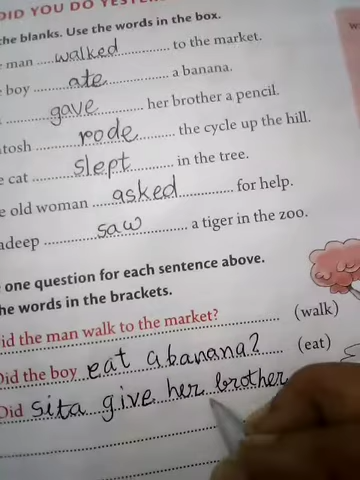 DID YOU DO YESTER
he blanks. Use the words in the box.
man walked to the market.
boy ate a banana.
gave her brother a pencil.
tosh rode the cycle up the hill.
e cat slept in the tree.
e old woman asked for help.
adeep saw a tiger in the zoo.
one question for each sentence above.
he words in the brackets.
id the man walk to the market? (walk)
Did the boy eat a banana? (eat)
Did sita give her brother